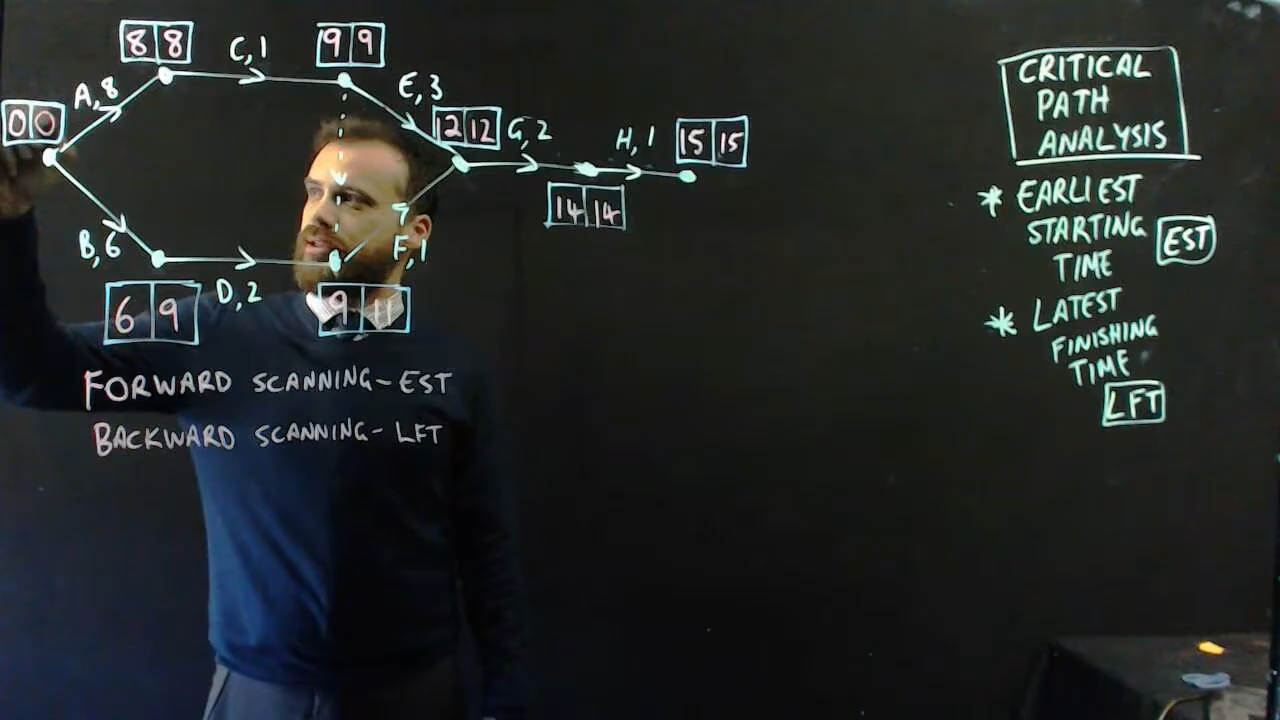 8 8
C, 1
9 9
A, 8
E, 3
0 0
12 12
G, 2
H, 1
15 15
14 14
B, 6
F, 1
D, 2
6 9
9 11
FORWARD SCANNING - EST
BACKWARD SCANNING - LFT
CRITICAL
PATH
ANALYSIS
* EARLIEST
STARTING
TIME
EST
* LATEST
FINISHING
TIME
LFT